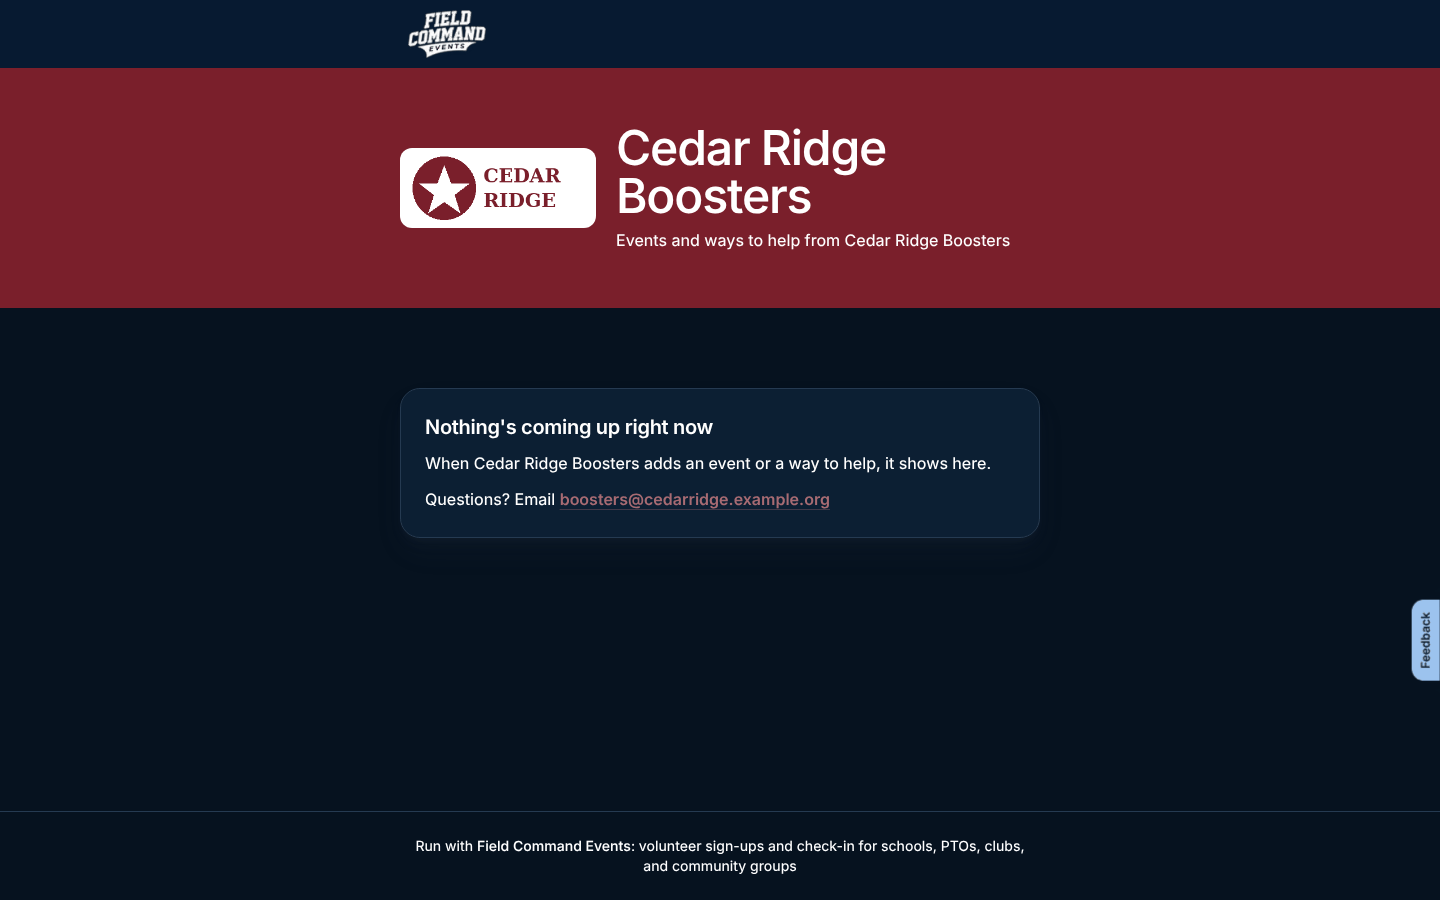 FIELD
COMMAND
EVENTS
CEDAR
RIDGE
Cedar Ridge
Boosters
Events and ways to help from Cedar Ridge Boosters
Nothing's coming up right now
When Cedar Ridge Boosters adds an event or a way to help, it shows here.
Questions? Email boosters@cedarridge.example.org
Feedback
Run with Field Command Events: volunteer sign-ups and check-in for schools, PTOs, clubs,
and community groups